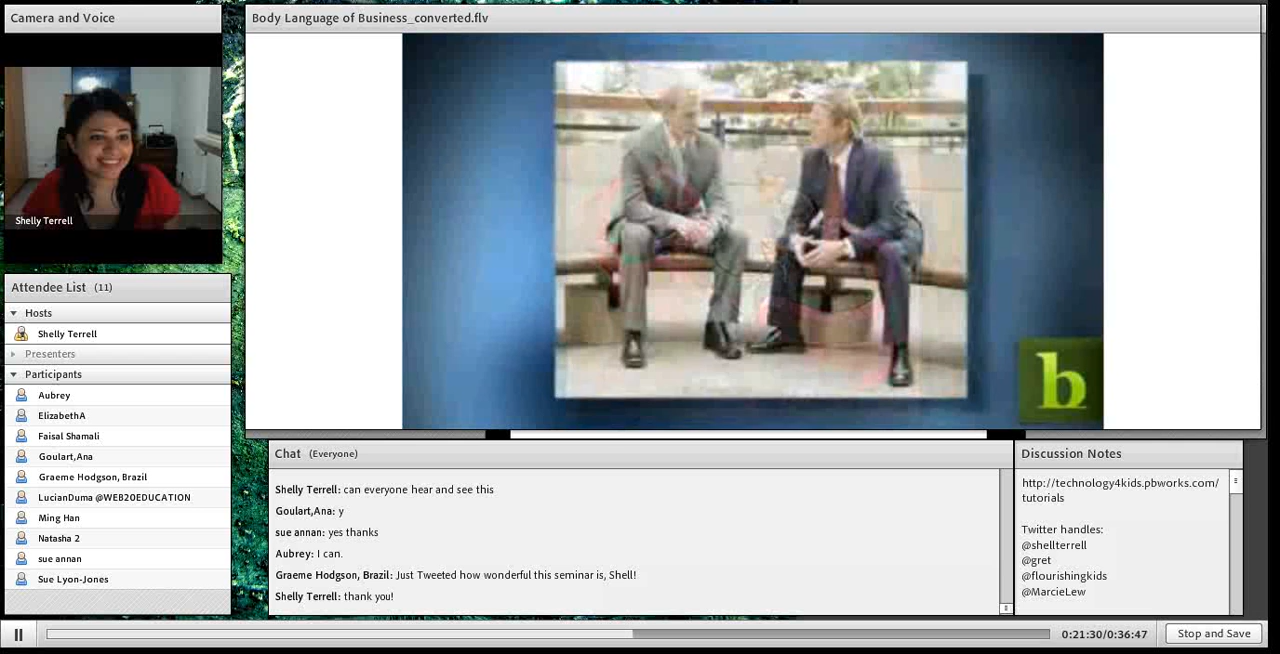 Camera and Voice
Shelly Terrell
Attendee List (11)
Hosts
Shelly Terrell
Presenters
Participants
Aubrey
ElizabethA
Faisal Shamali
Goulart,Ana
Graeme Hodgson, Brazil
LucianDuma @WEB20EDUCATION
Ming Han
Natasha 2
sue annan
Sue Lyon-Jones
Body Language of Business_converted.flv
b
Chat (Everyone)
Shelly Terrell: can everyone hear and see this
Goulart,Ana: y
sue annan: yes thanks
Aubrey: I can.
Graeme Hodgson, Brazil: Just Tweeted how wonderful this seminar is, Shell!
Shelly Terrell: thank you!
Discussion Notes
http://technology4kids.pbworks.com/
tutorials
Twitter handles:
@shellterrell
@gret
@flourishingkids
@MarcieLew
0:21:30/0:36:47
Stop and Save